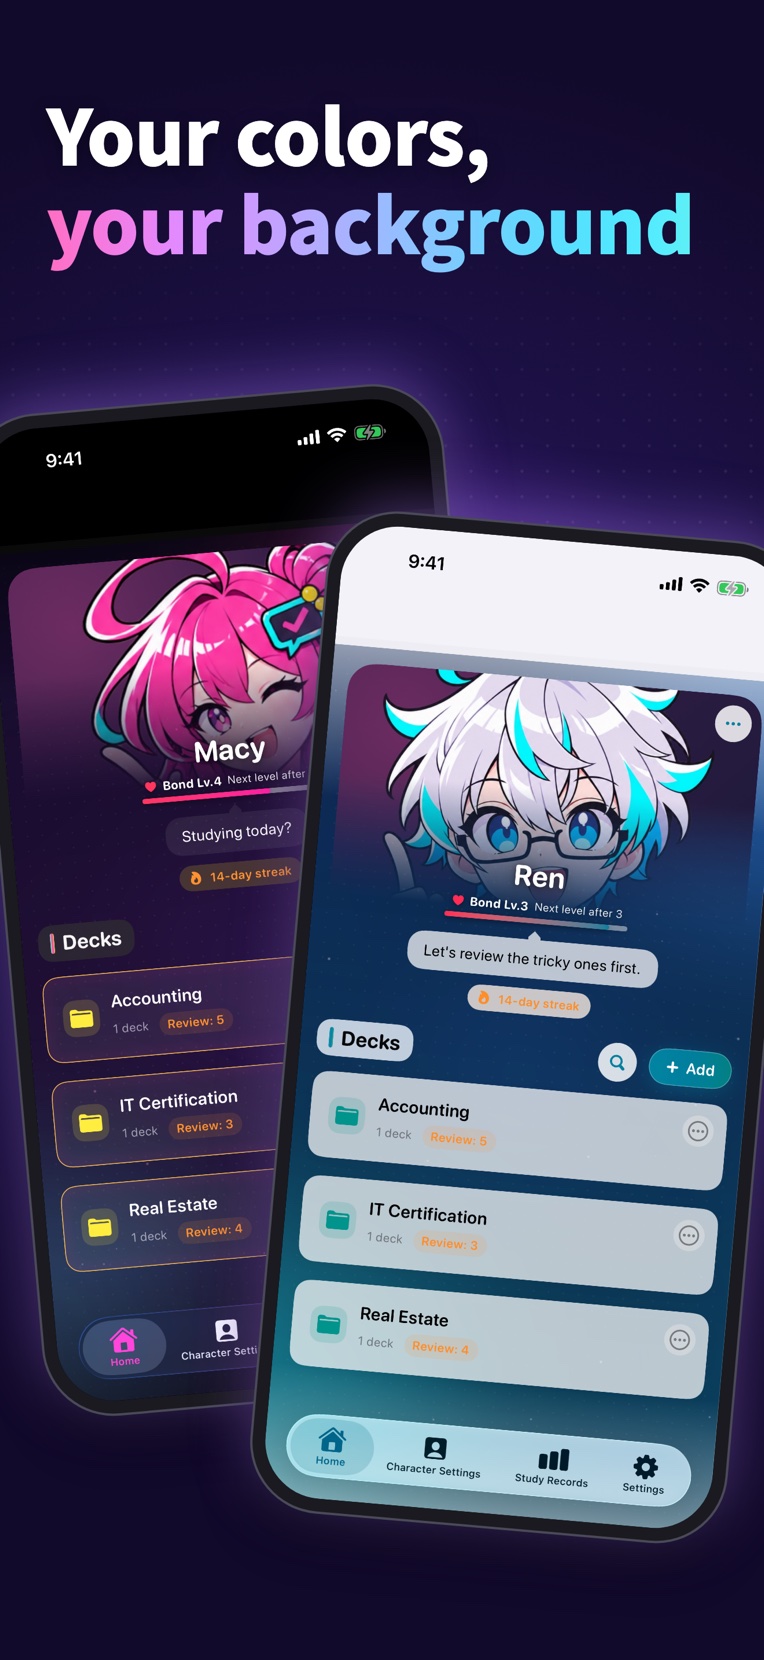 Your colors,
your background
9:41
Macy
Bond Lv.4 Next level after
Studying today?
14-day streak
Decks
Accounting
1 deck Review: 5
IT Certification
1 deck Review: 3
Real Estate
1 deck Review: 4
Home
Character Setti
9:41
Ren
Bond Lv.3 Next level after 3
Let's review the tricky ones first.
14-day streak
Decks
+ Add
Accounting
1 deck Review: 5
IT Certification
1 deck Review: 3
Real Estate
1 deck Review: 4
Home
Character Settings
Study Records
Settings